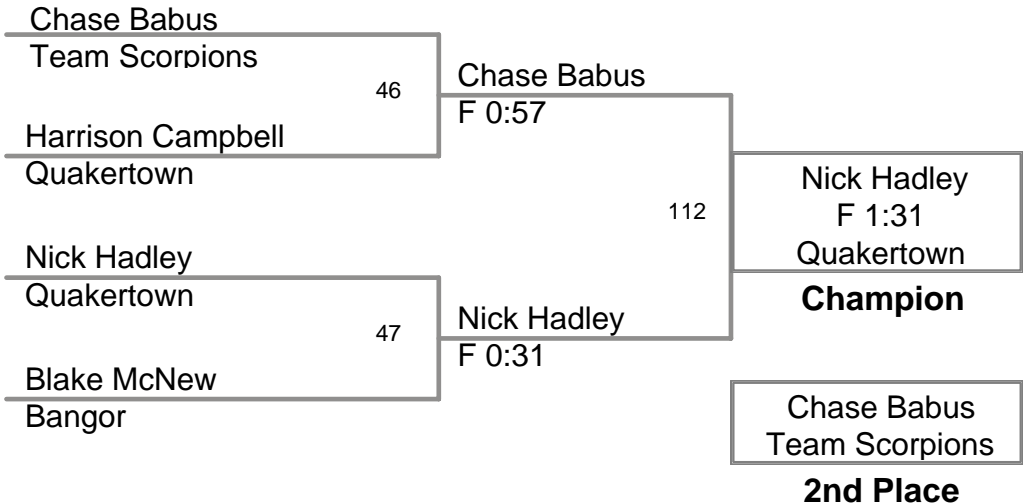 Chase Babus
Team Scorpions
46
Chase Babus
F 0:57
Harrison Campbell
Quakertown
112
Nick Hadley
F 1:31
Quakertown
Champion
Nick Hadley
Quakertown
47
Nick Hadley
F 0:31
Blake McNew
Bangor
Chase Babus
Team Scorpions
2nd Place